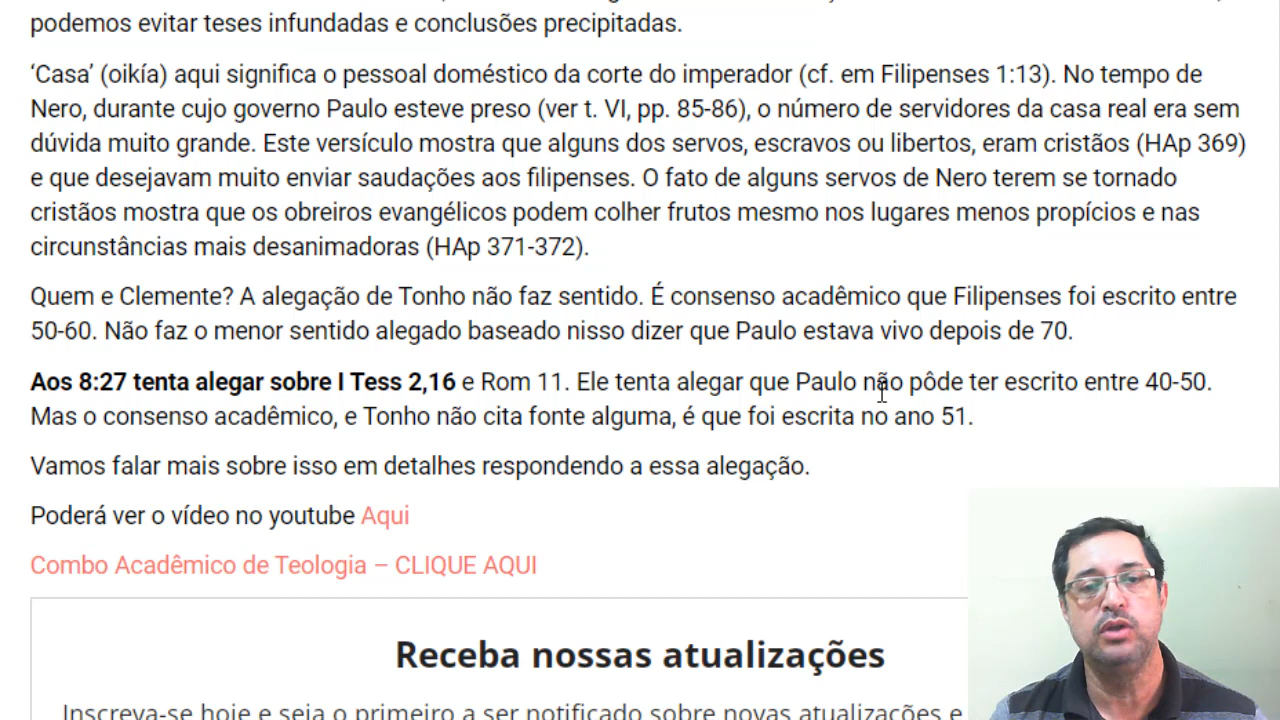 podemos evitar teses infundadas e conclusões precipitadas.
‘Casa’ (oikía) aqui significa o pessoal doméstico da corte do imperador (cf. em Filipenses 1:13). No tempo de
Nero, durante cujo governo Paulo esteve preso (ver t. VI, pp. 85-86), o número de servidores da casa real era sem
dúvida muito grande. Este versículo mostra que alguns dos servos, escravos ou libertos, eram cristãos (HAp 369)
e que desejavam muito enviar saudações aos filipenses. O fato de alguns servos de Nero terem se tornado
cristãos mostra que os obreiros evangélicos podem colher frutos mesmo nos lugares menos propícios e nas
circunstâncias mais desanimadoras (HAp 371-372).
Quem e Clemente? A alegação de Tonho não faz sentido. É consenso acadêmico que Filipenses foi escrito entre
50-60. Não faz o menor sentido alegado baseado nisso dizer que Paulo estava vivo depois de 70.
Aos 8:27 tenta alegar sobre I Tess 2,16 e Rom 11. Ele tenta alegar que Paulo não pôde ter escrito entre 40-50.
Mas o consenso acadêmico, e Tonho não cita fonte alguma, é que foi escrita no ano 51.
Vamos falar mais sobre isso em detalhes respondendo a essa alegação.
Poderá ver o vídeo no youtube Aqui
Combo Acadêmico de Teologia – CLIQUE AQUI
Receba nossas atualizações
Inscreva-se hoje e seja o primeiro a ser notificado sobre novas atualizações e